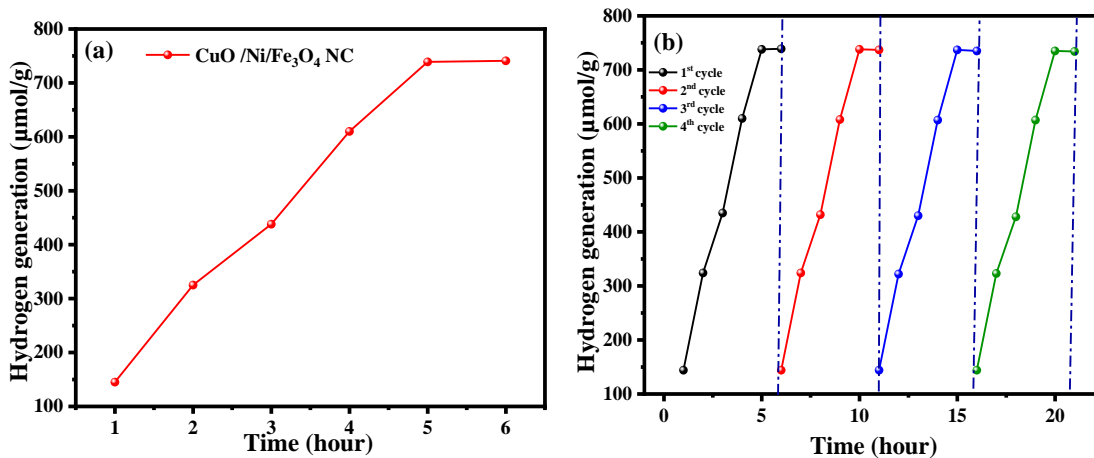 (a)
CuO /Ni/Fe₃O₄ NC
Hydrogen generation (μmol/g)
800
700
600
500
400
300
200
100
1 2 3 4 5 6
Time (hour)
(b)
1ˢᵗ cycle
2ⁿᵈ cycle
3ʳᵈ cycle
4ᵗʰ cycle
Hydrogen generation (μmol/g)
800
700
600
500
400
300
200
100
0 5 10 15 20
Time (hour)